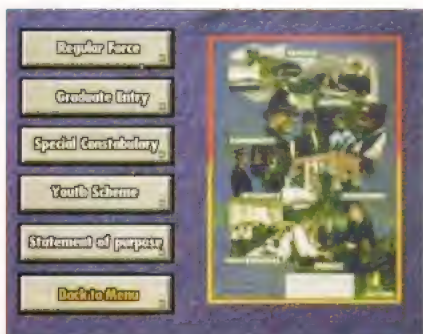 Regular Force
Graduate Entry
Special Constabulary
Youth Scheme
Statement of purpose
Back to Menu